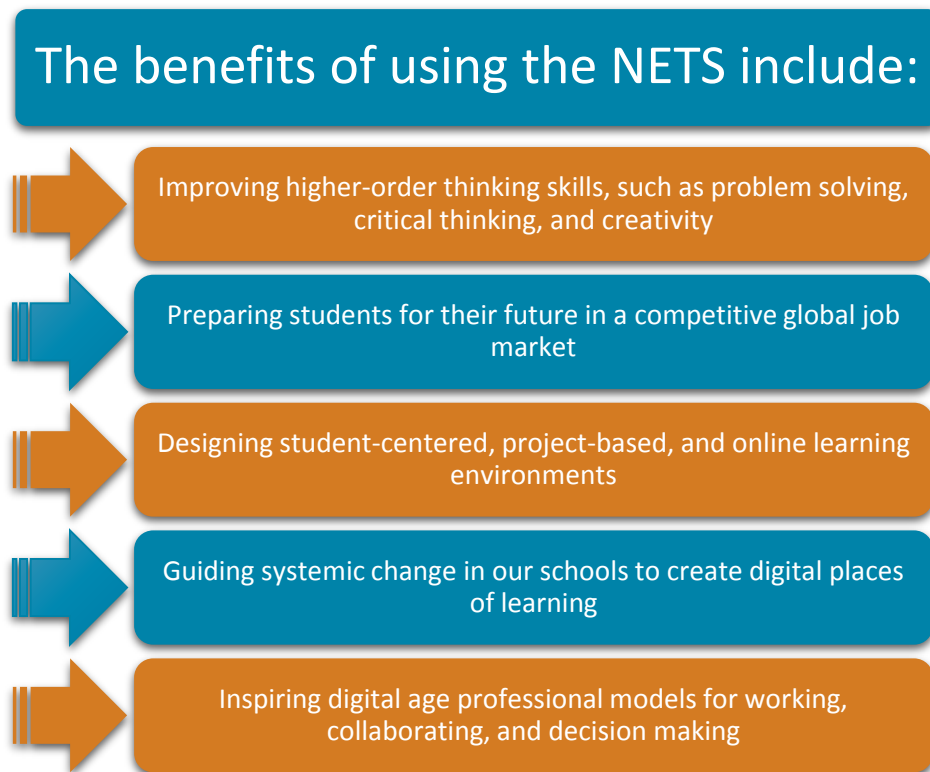 The benefits of using the NETS include:
Improving higher-order thinking skills, such as problem solving,
critical thinking, and creativity
Preparing students for their future in a competitive global job
market
Designing student-centered, project-based, and online learning
environments
Guiding systemic change in our schools to create digital places
of learning
Inspiring digital age professional models for working,
collaborating, and decision making